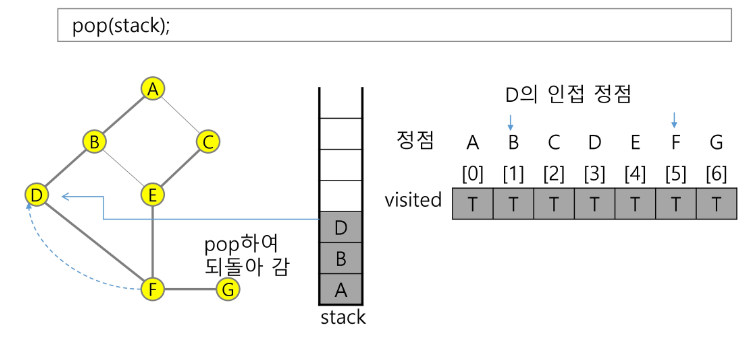 pop(stack);
D의 인접 정점
정점 A B C D E F G
[0] [1] [2] [3] [4] [5] [6]
visited T T T T T T T
A
B
C
D
E
F
G
pop하여
되돌아 감
D
B
A
stack